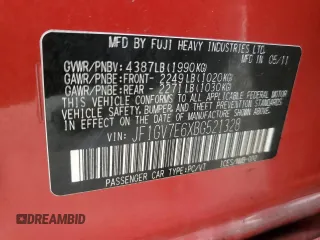 MFD BY FUJI HEAVY INDUSTRIES LTD. IN 05/11
GVWR/PNBV: 4387LB(1990KG)
GAWR/PNBE:FRONT- 2249LB(1020KG)
GAWR/PNBE:REAR - 2271LB(1030KG)
THIS VEHICLE CONFORMS TO ALL APPLICABLE FEDERAL MOTOR
VEHICLE SAFETY, BUMPER, AND THEFT PREVENTION STANDARDS
IN EFFECT ON THE DATE OF MANUFACTURE SHOWN ABOVE.
JF1GV7E6XBG521328
PASSENGER CAR TYPE:PC/VT
© DREAMBID